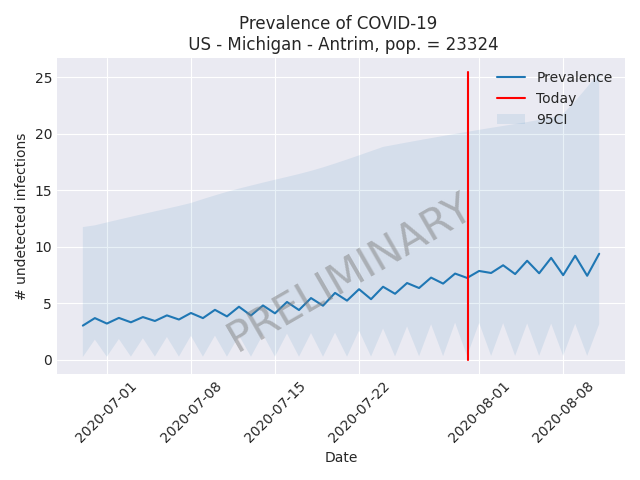 Prevalence of COVID-19
US - Michigan - Antrim, pop. = 23324
# undetected infections
25
20
15
10
5
0
Prevalence
Today
95CI
PRELIMINARY
2020-07-01
2020-07-08
2020-07-15
2020-07-22
2020-08-01
2020-08-08
Date